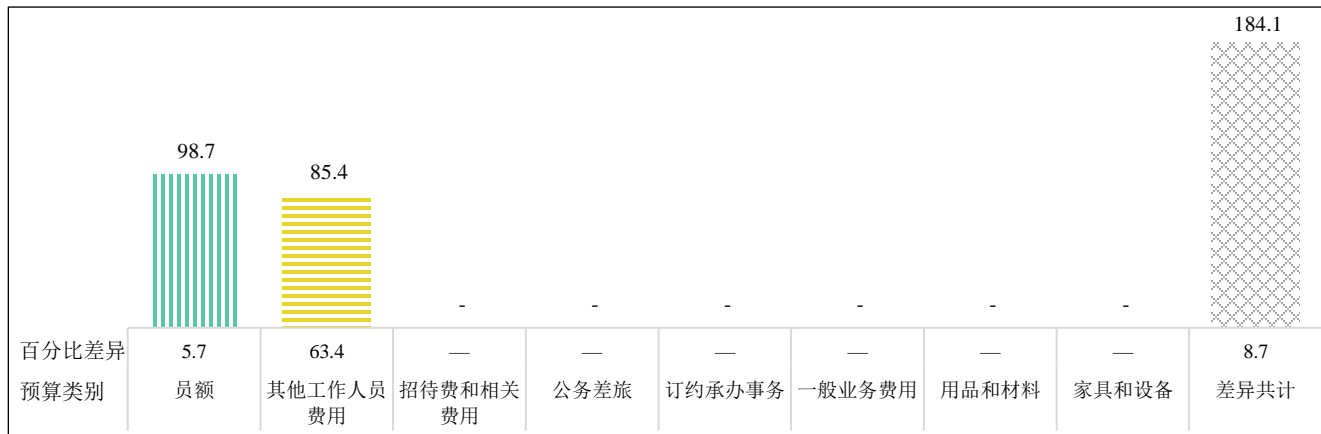 184.1
98.7
85.4
- - - - - -
百分比差异 5.7 63.4 — — — — — — 8.7
预算类别 员额 其他工作人员 招待费和相关 公务差旅 订约承办事务 一般业务费用 用品和材料 家具和设备 差异共计
费用 费用